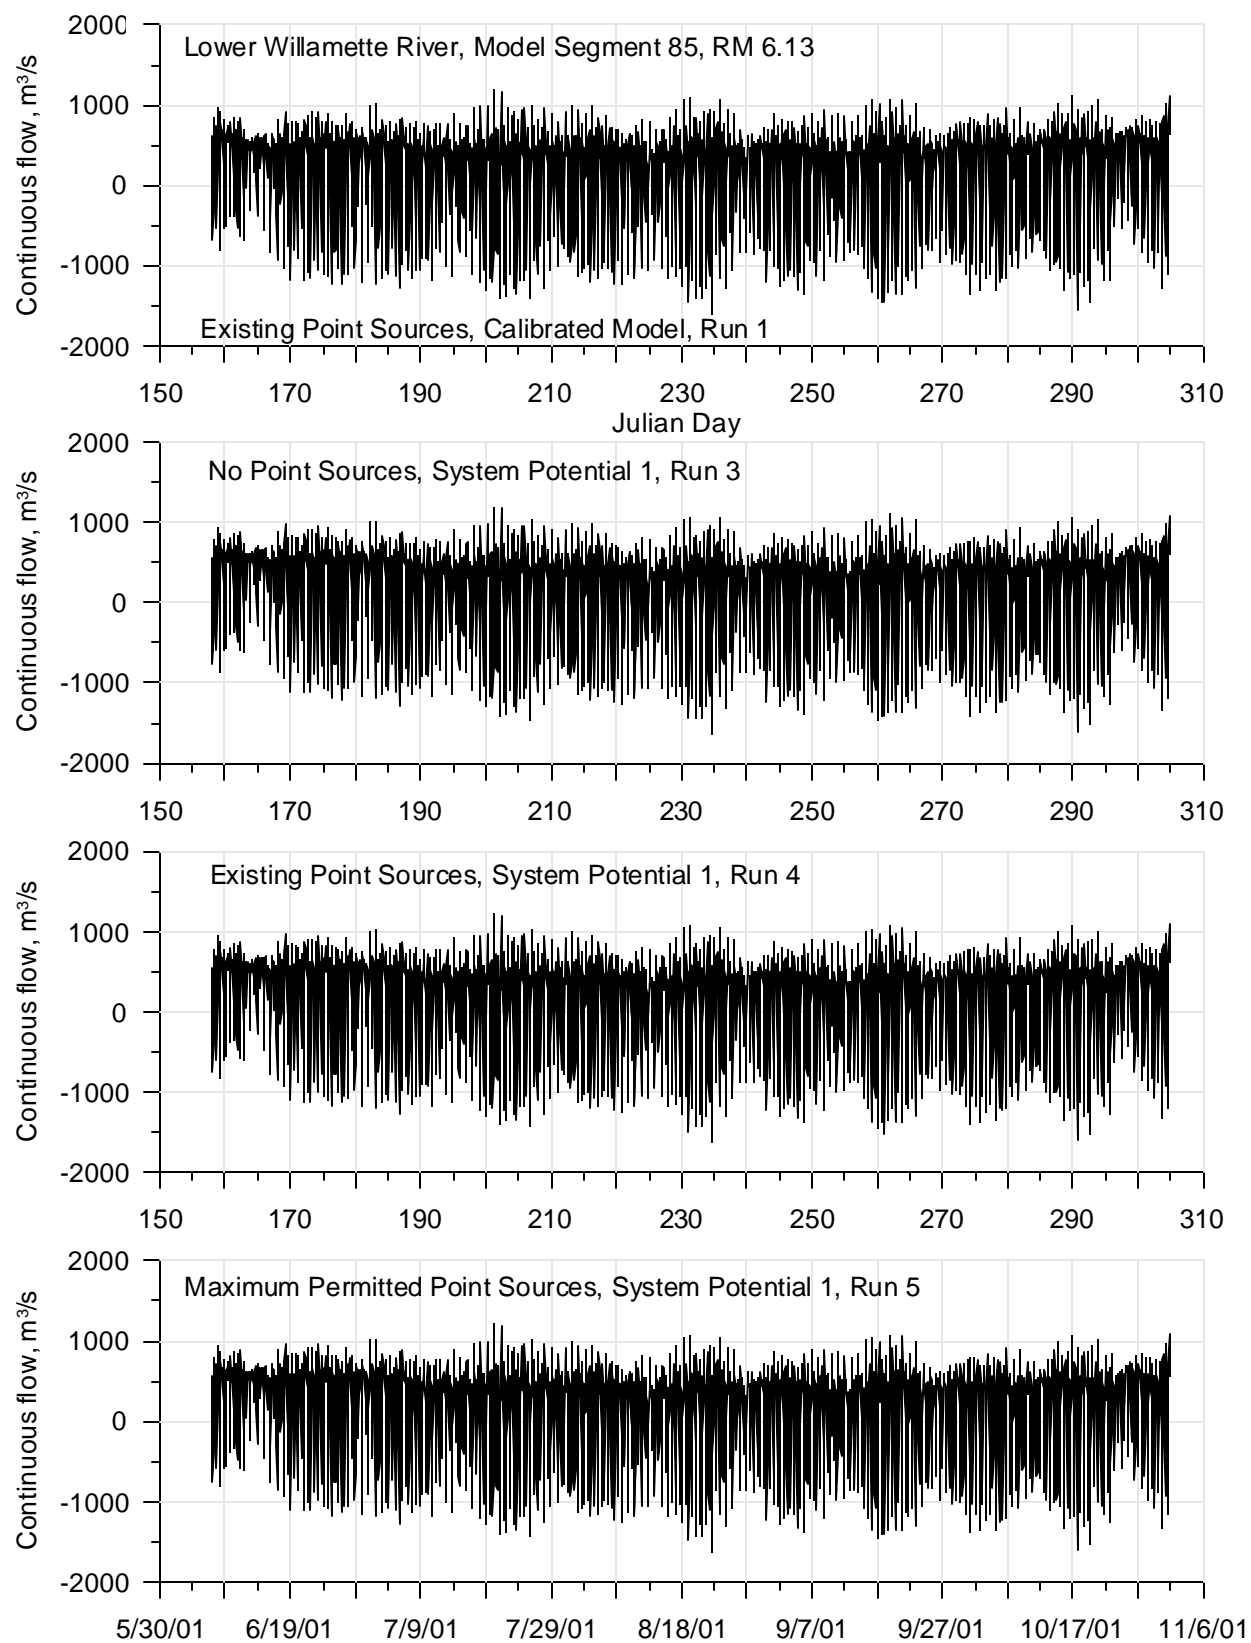 2000
1000
0
-1000
-2000
Continuous flow, m³/s
Lower Willamette River, Model Segment 85, RM 6.13
Existing Point Sources, Calibrated Model, Run 1
150 170 190 210 230 250 270 290 310
Julian Day
2000
1000
0
-1000
-2000
Continuous flow, m³/s
No Point Sources, System Potential 1, Run 3
150 170 190 210 230 250 270 290 310
2000
1000
0
-1000
-2000
Continuous flow, m³/s
Existing Point Sources, System Potential 1, Run 4
150 170 190 210 230 250 270 290 310
2000
1000
0
-1000
-2000
Continuous flow, m³/s
Maximum Permitted Point Sources, System Potential 1, Run 5
5/30/01 6/19/01 7/9/01 7/29/01 8/18/01 9/7/01 9/27/01 10/17/01 11/6/01